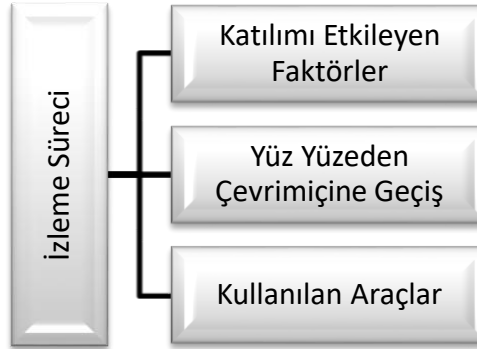 İzleme Süreci
Katılımı Etkileyen
Faktörler
Yüz Yüzeden
Çevrimiçine Geçiş
Kullanılan Araçlar